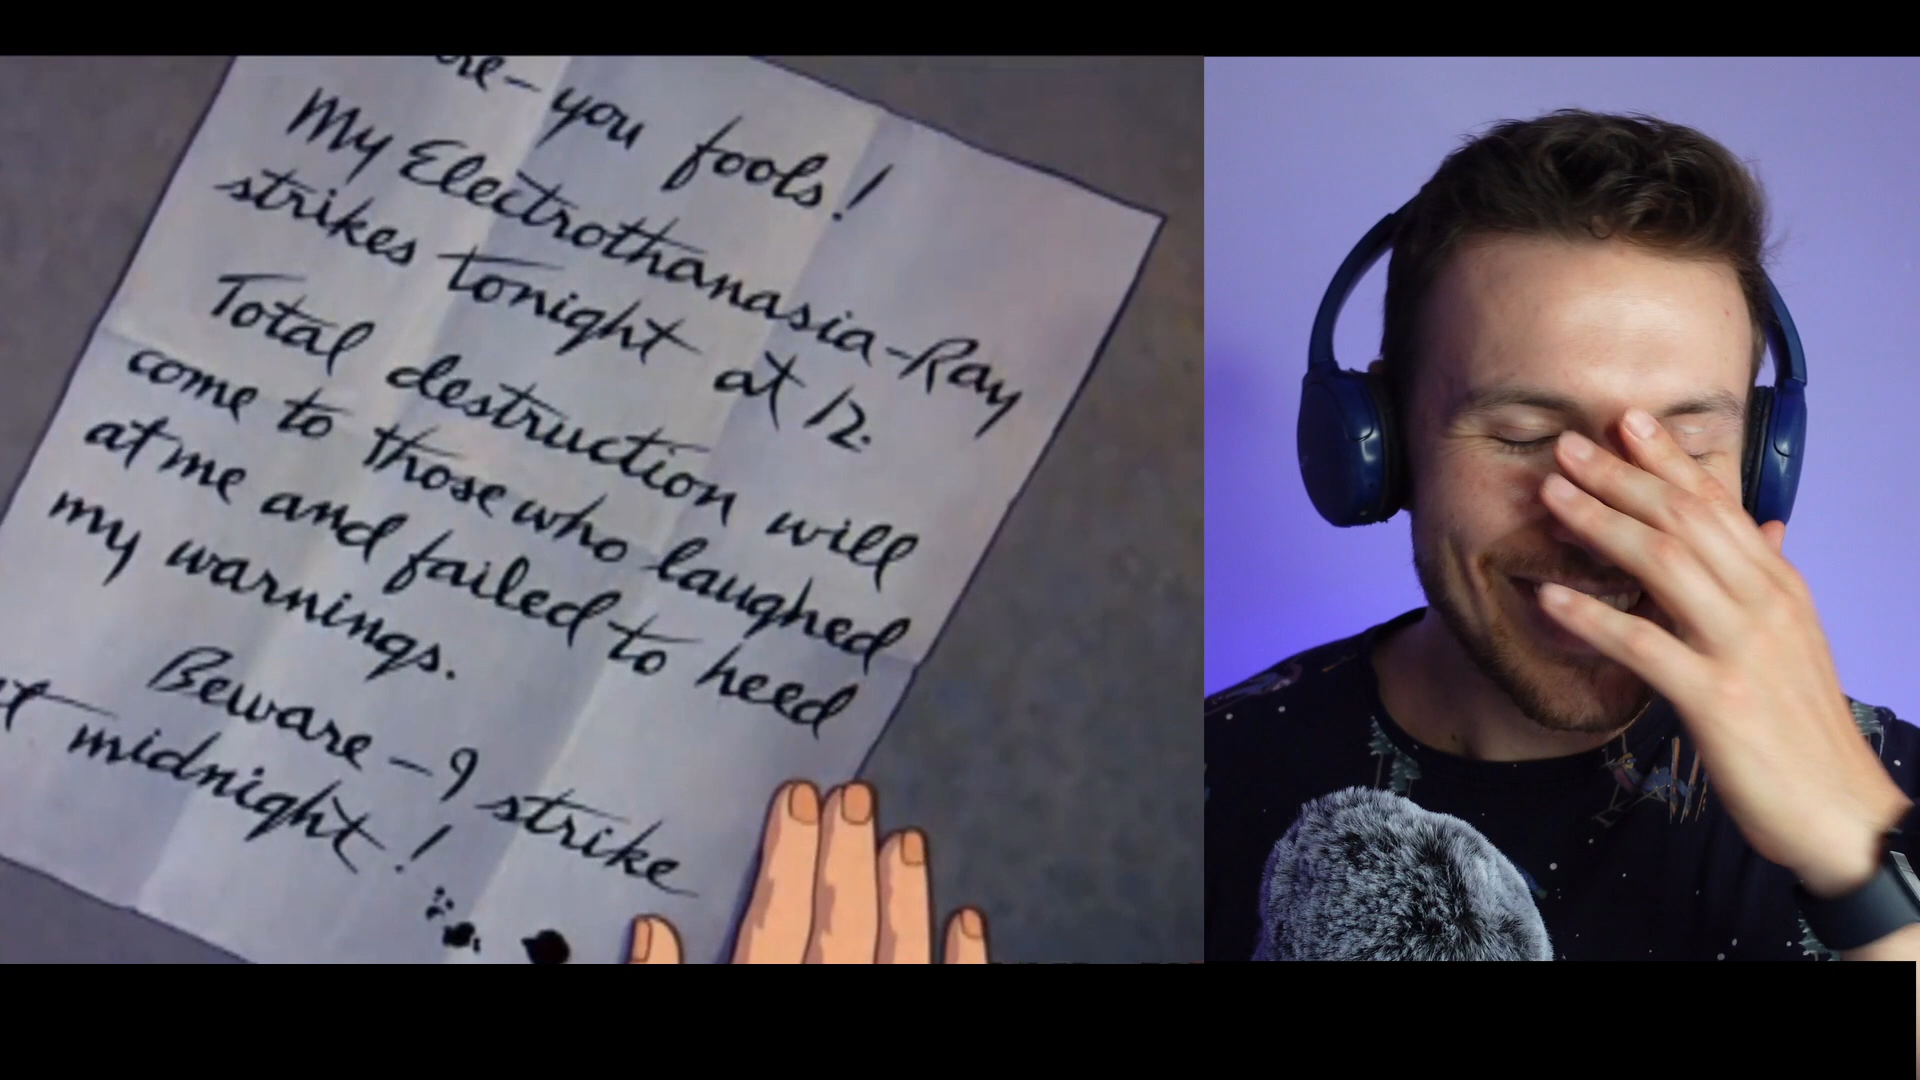 you fools!
My Electrothanasia-Ray
strikes tonight at 12.
Total destruction will
come to those who laughed
at me and failed to heed
my warnings.
Beware – 9 strike
midnight!